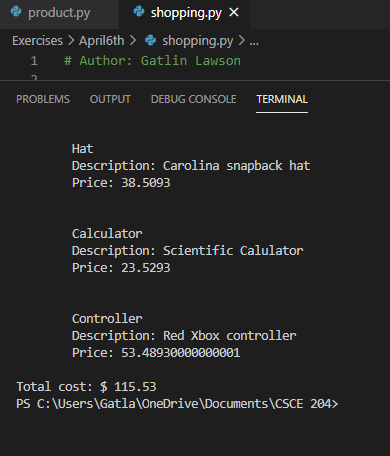 product.py shopping.py ×
Exercises > April6th > shopping.py > ...
1 # Author: Gatlin Lawson
2
PROBLEMS OUTPUT DEBUG CONSOLE TERMINAL
Hat
Description: Carolina snapback hat
Price: 38.5093
Calculator
Description: Scientific Calulator
Price: 23.5293
Controller
Description: Red Xbox controller
Price: 53.48930000000001
Total cost: $ 115.53
PS C:\Users\Gatla\OneDrive\Documents\CSCE 204>